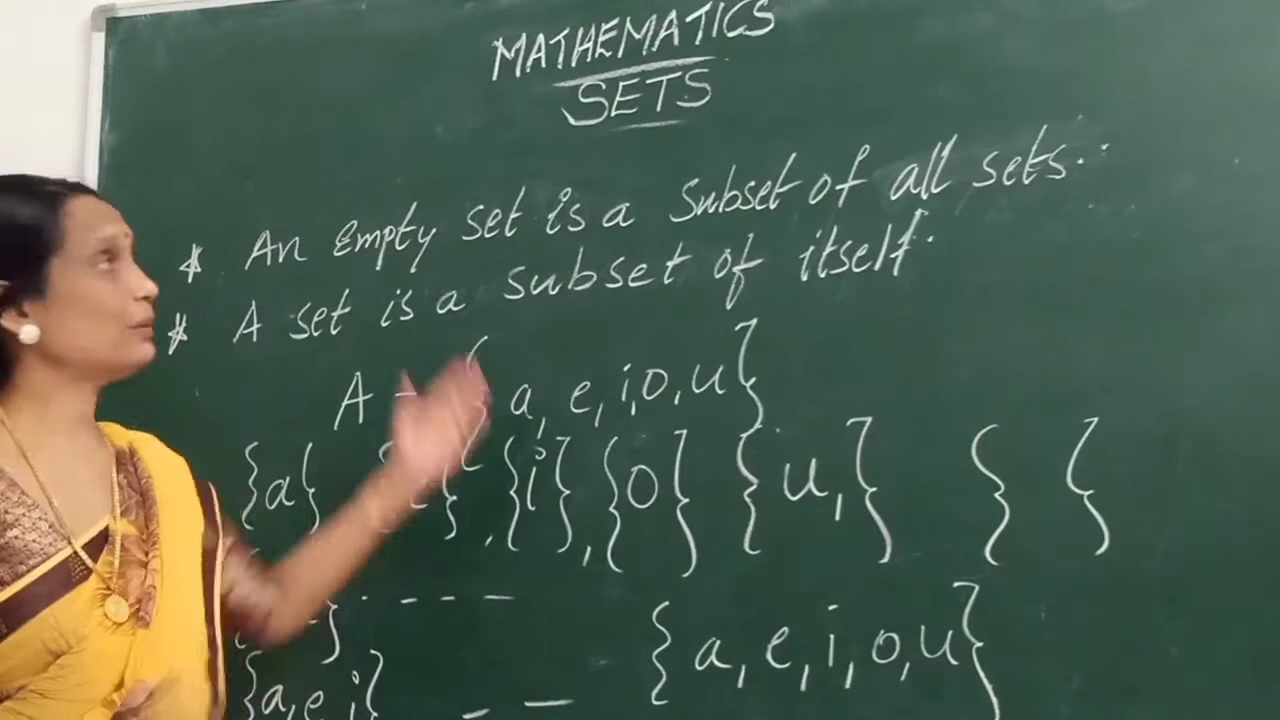 MATHEMATICS
SETS
* An Empty set is a subset of all sets..
* A set is a subset of itself.
A = { a, e, i, o, u }
{a} { }, {i}, {o} {u,} { }
{ } . - - - -
{a,e,i} - - {a, e, i, o, u}